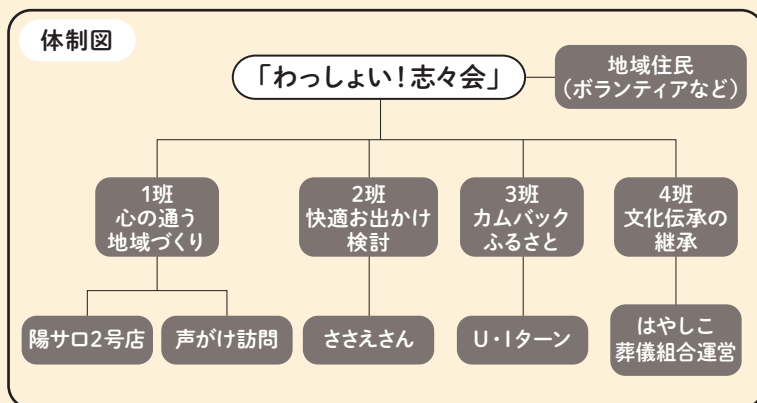 体制図
「わっしょい！志々会」
地域住民
（ボランティアなど）
1班
心の通う
地域づくり
2班
快適お出かけ
検討
3班
カムバック
ふるさと
4班
文化伝承の
継承
陽サロ2号店
声がけ訪問
ささえさん
U・Iターン
はやしこ
葬儀組合運営